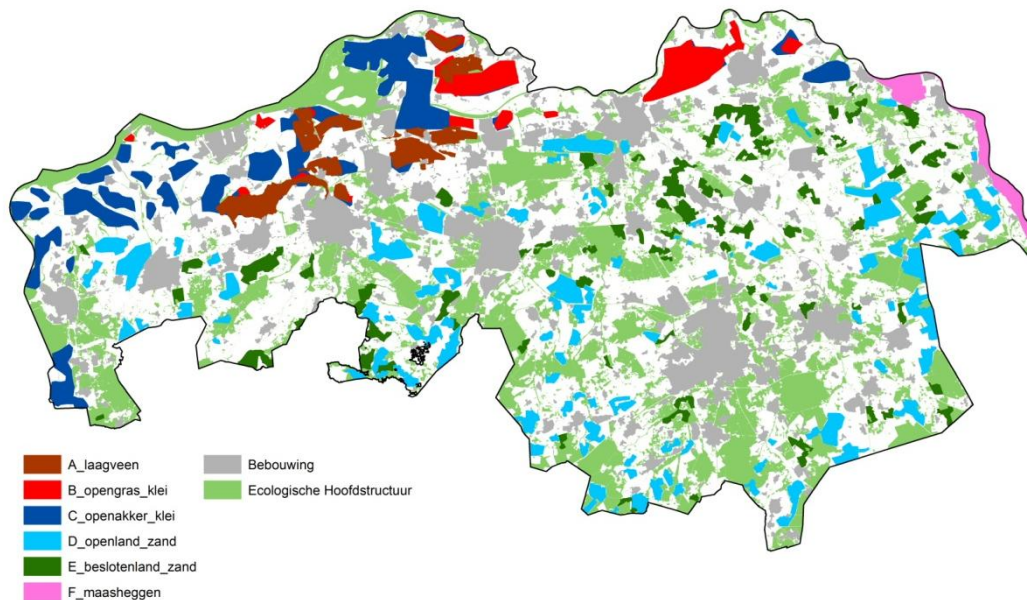 A_laagveen
B_opengras_klei
C_openakker_klei
D_openland_zand
E_beslotenland_zand
F_maasheggen
Bebouwing
Ecologische Hoofdstructuur